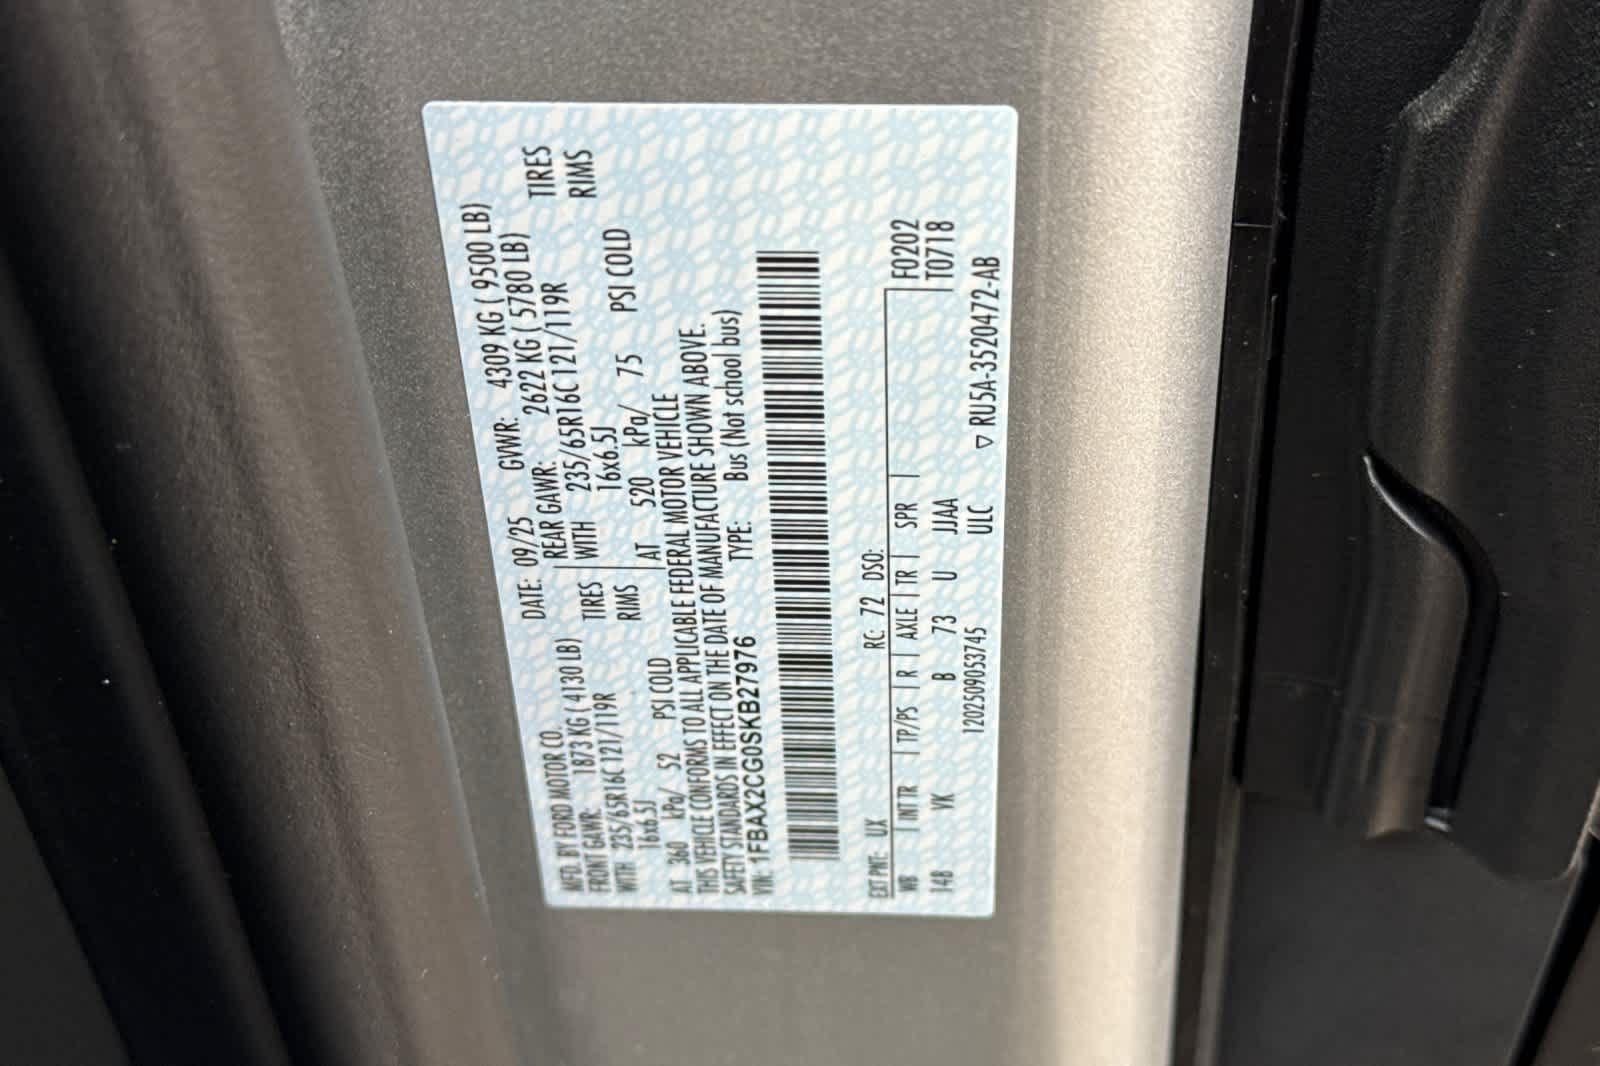 MFD. BY FORD MOTOR CO. DATE: 09/25 GVWR: 4309 KG ( 9500 LB)
FRONT GAWR: 1873 KG ( 4130 LB) REAR GAWR: 2622 KG ( 5780 LB)
WITH 235/65R16C 121/119R TIRES WITH 235/65R16C 121/119R TIRES
16x6.5J RIMS 16x6.5J RIMS
AT 360 kPa/ 52 PSI COLD AT 520 kPa/ 75 PSI COLD
THIS VEHICLE CONFORMS TO ALL APPLICABLE FEDERAL MOTOR VEHICLE
SAFETY STANDARDS IN EFFECT ON THE DATE OF MANUFACTURE SHOWN ABOVE.
VIN: 1FBAX2CG0SKB27976 TYPE: Bus (Not school bus)
EXT PNT: UX RC: 72 DSO: F0202
WB | INT TR | TP/PS | R | AXLE | TR | SPR | T0718
148 VK B 73 U JJAA
120250905374​5 ULC ▽ RU5A-3520472-AB